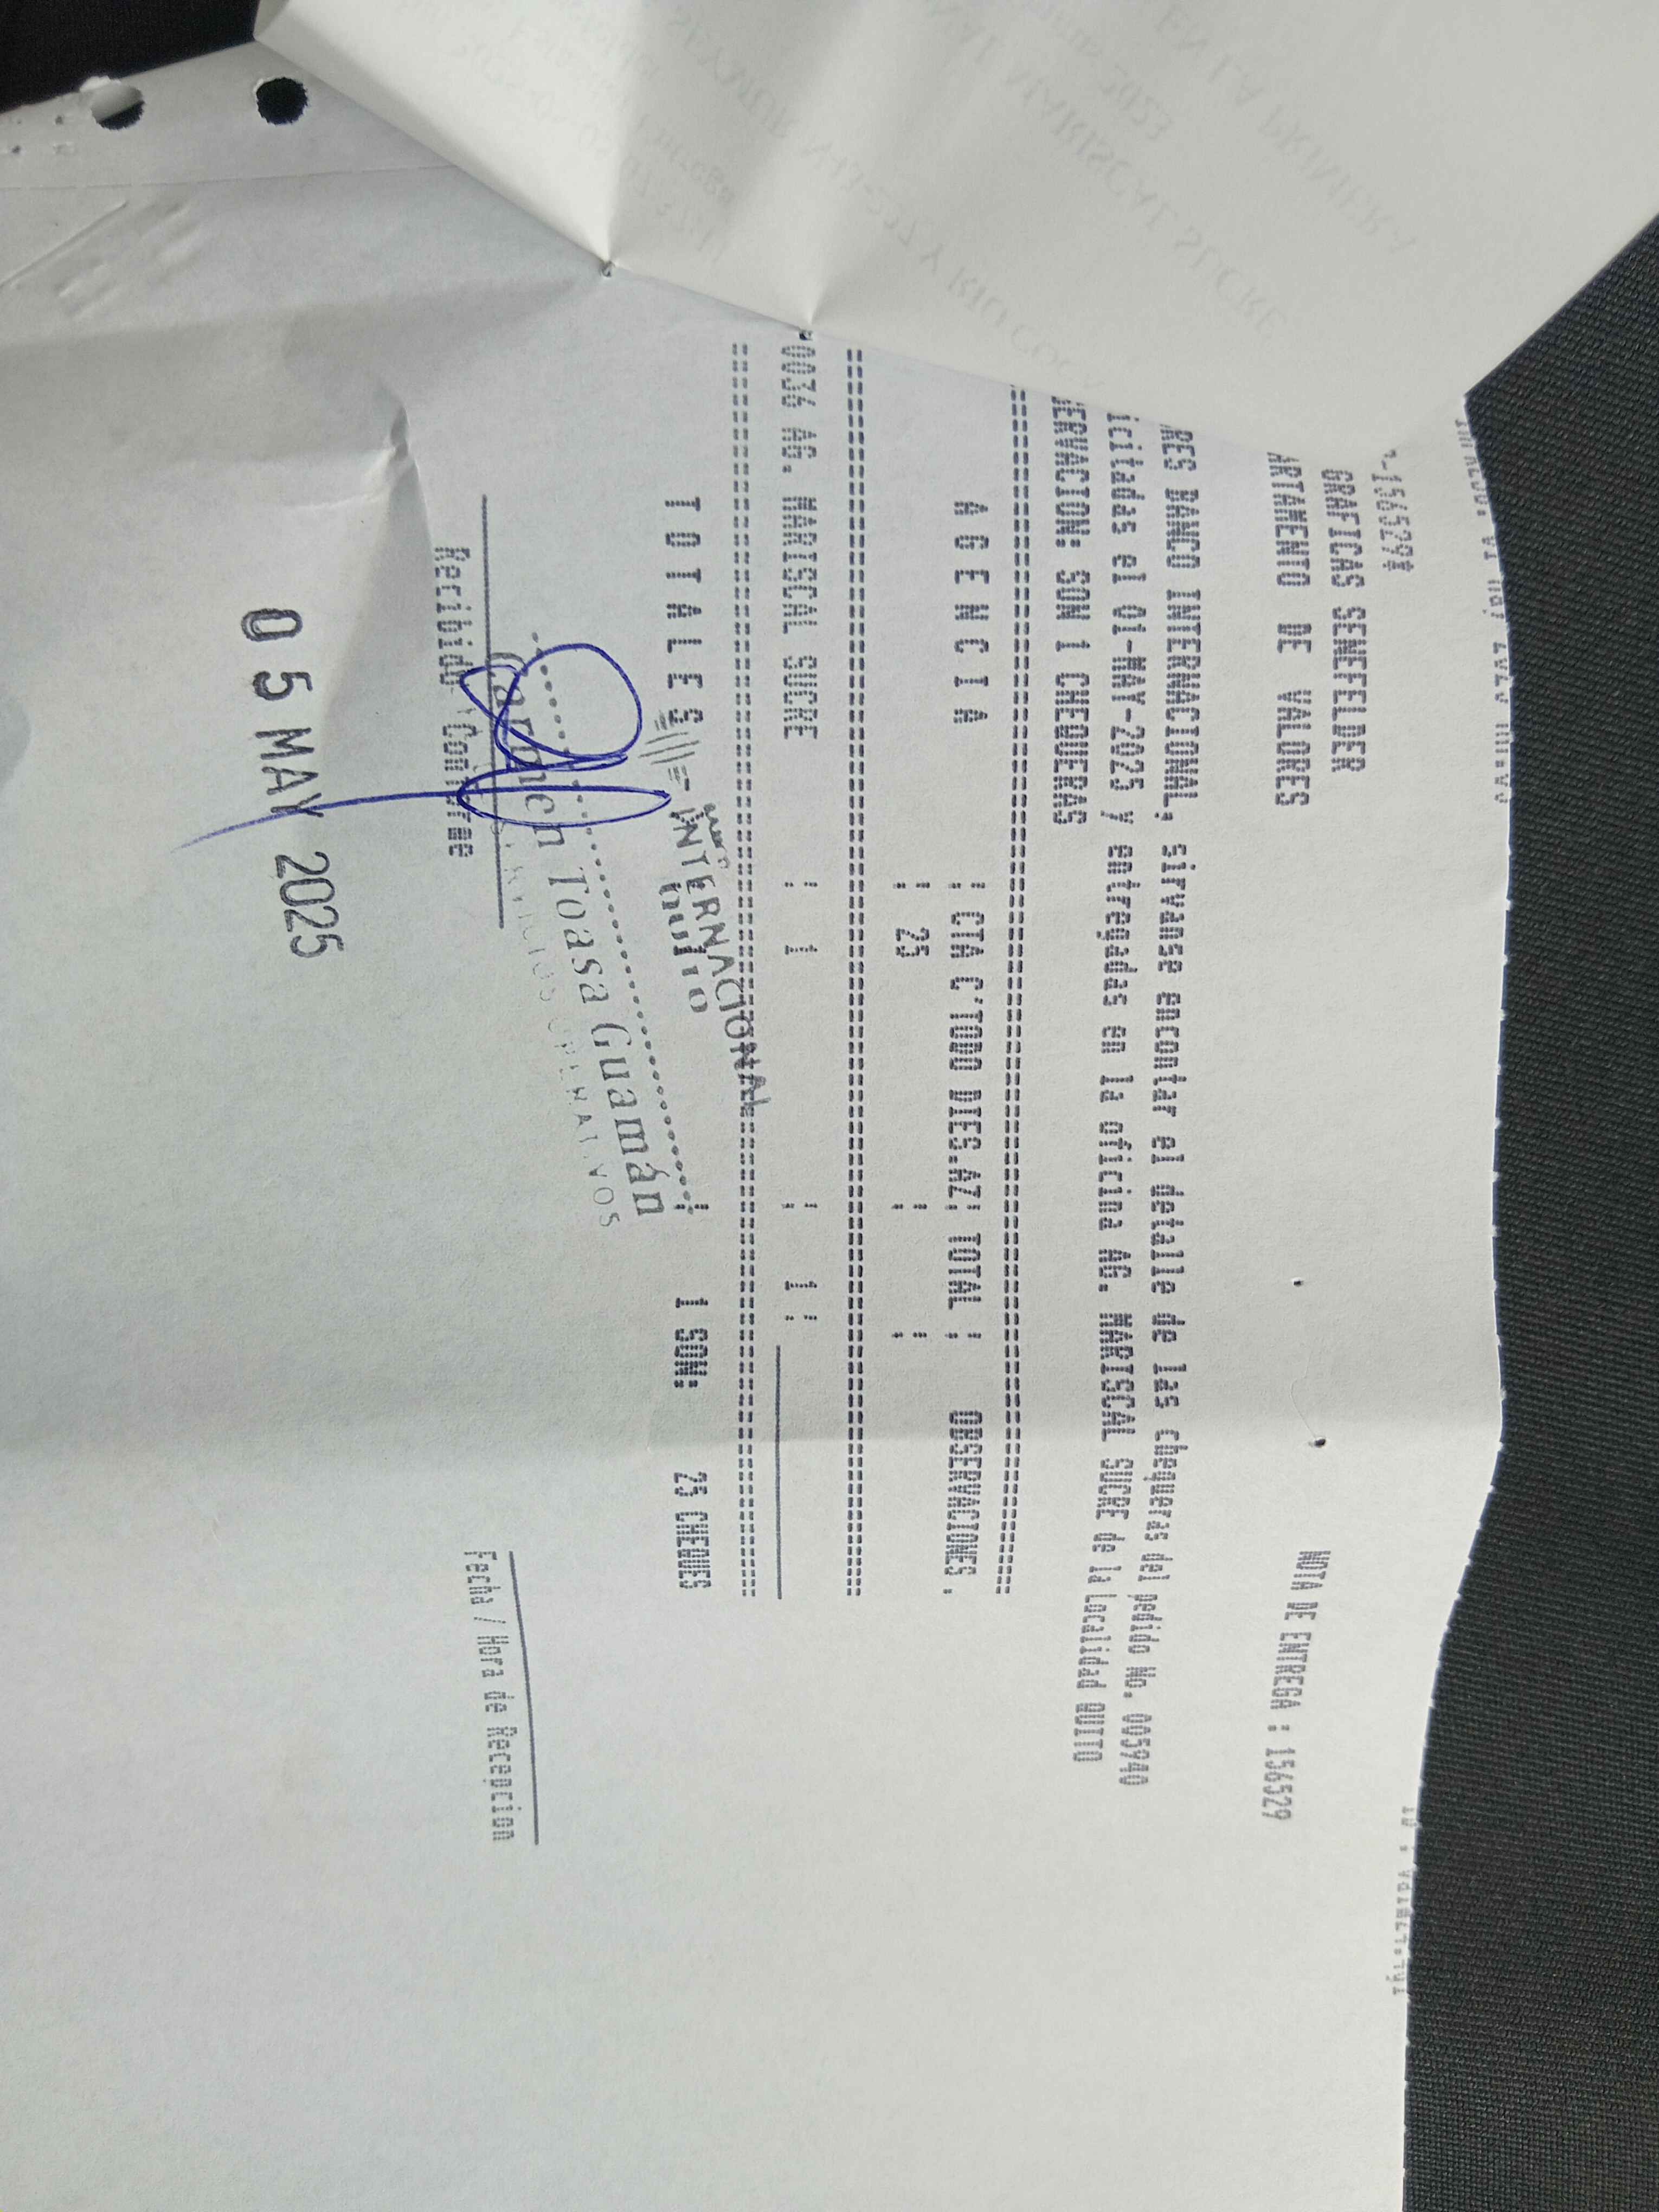 *-156529*
GRAFICAS SENEFELDER
ARTAMENTO DE VALORES
NOTA DE ENTREGA : 156529
RES BANCO INTERNACIONAL, sirvanse encontar el detalle de las chequeras del pedido No. 005940
icitadas el 01-MAY-2025 y entregadas en la oficina AG. MARISCAL SUCRE de la Localidad QUITO
ERVACION: SON 1 CHEQUERAS
A G E N C I A : CTA C.TODO DIES-AZ: TOTAL : OBSERVACIONES.
: 25 : :
0036 AG. MARISCAL SUCRE : 1 : 1 :
T O T A L E S : 1 SON: 25 CHEQUES
INTERNACIONAL
QUITO
Carmen Toasa Guamán
Recibido Conforme
Fecha / Hora de Recepcion
05 MAY 2025